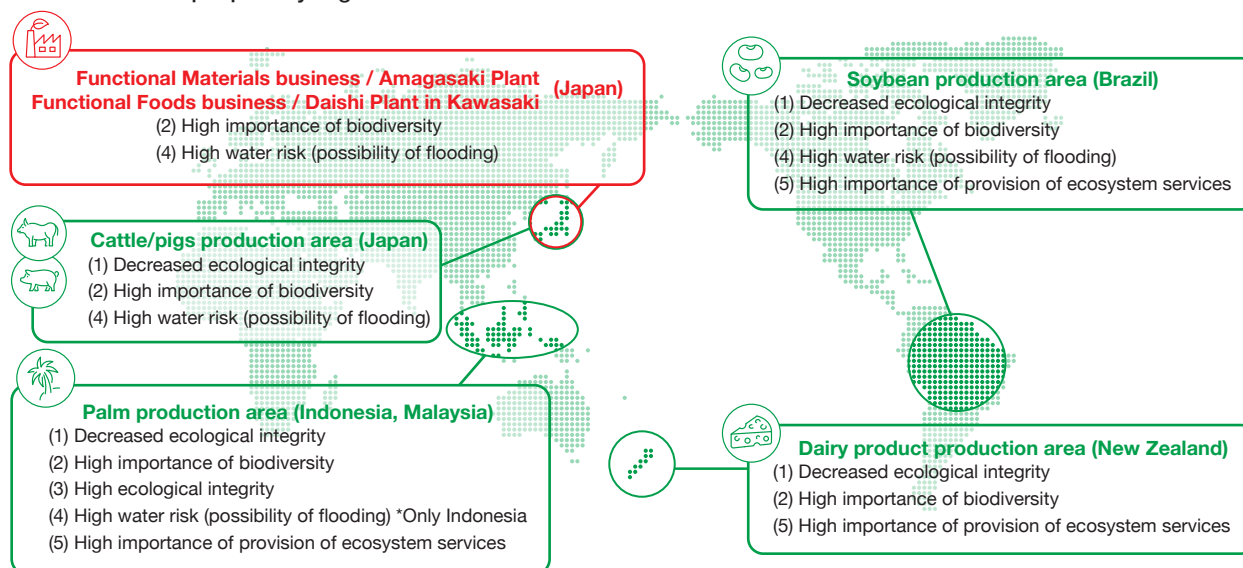 Functional Materials business / Amagasaki Plant
Functional Foods business / Daishi Plant in Kawasaki
(Japan)
(2) High importance of biodiversity
(4) High water risk (possibility of flooding)
Cattle/pigs production area (Japan)
(1) Decreased ecological integrity
(2) High importance of biodiversity
(4) High water risk (possibility of flooding)
Palm production area (Indonesia, Malaysia)
(1) Decreased ecological integrity
(2) High importance of biodiversity
(3) High ecological integrity
(4) High water risk (possibility of flooding) *Only Indonesia
(5) High importance of provision of ecosystem services
Soybean production area (Brazil)
(1) Decreased ecological integrity
(2) High importance of biodiversity
(4) High water risk (possibility of flooding)
(5) High importance of provision of ecosystem services
Dairy product production area (New Zealand)
(1) Decreased ecological integrity
(2) High importance of biodiversity
(5) High importance of provision of ecosystem services